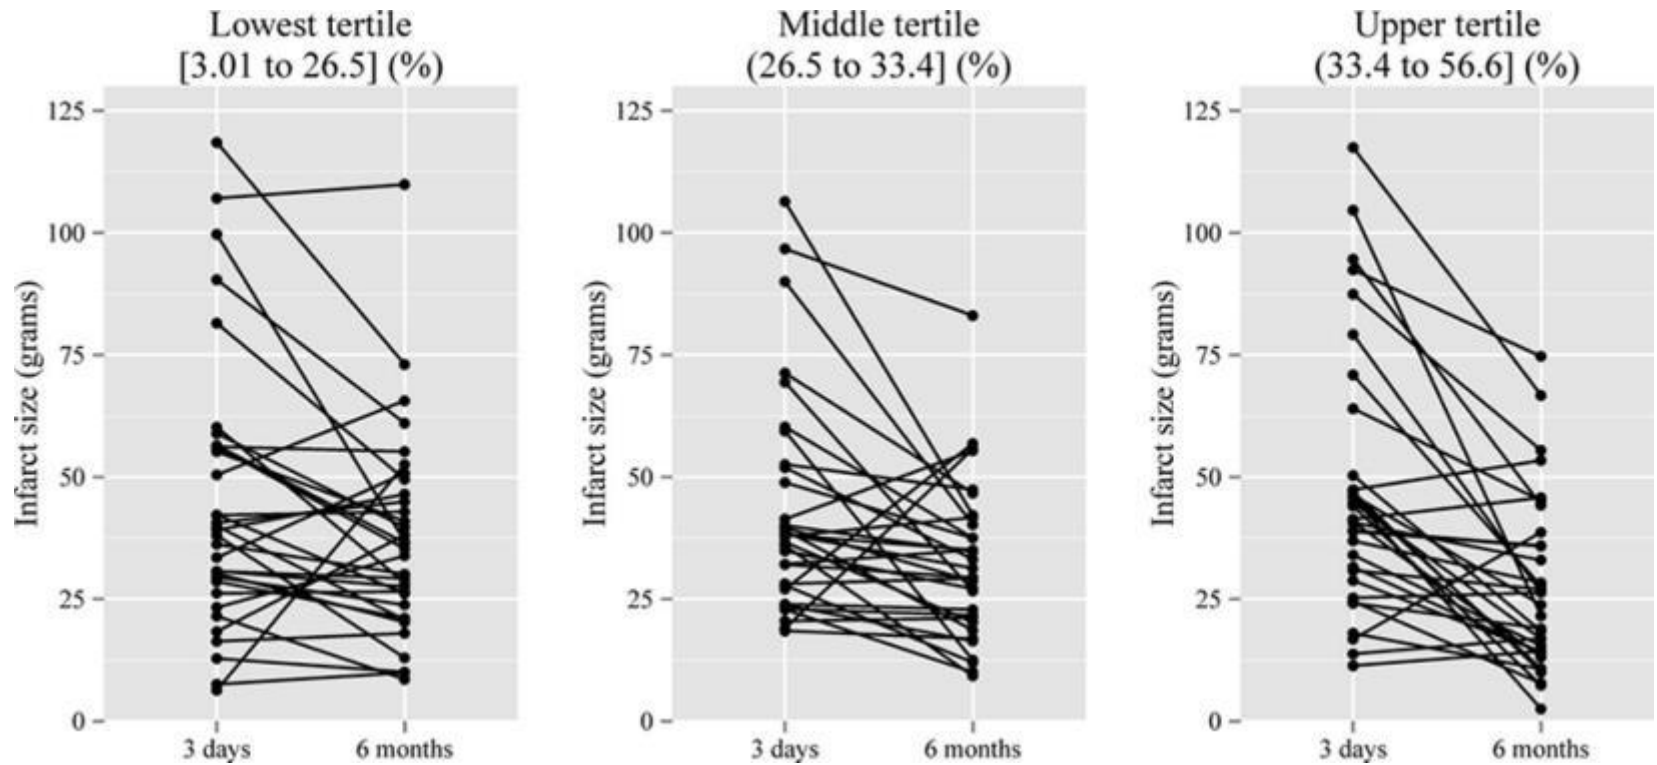 Lowest tertile
[3.01 to 26.5] (%)
Infarct size (grams)
125
100
75
50
25
0
3 days
6 months
Middle tertile
(26.5 to 33.4] (%)
Infarct size (grams)
125
100
75
50
25
0
3 days
6 months
Upper tertile
(33.4 to 56.6] (%)
Infarct size (grams)
125
100
75
50
25
0
3 days
6 months